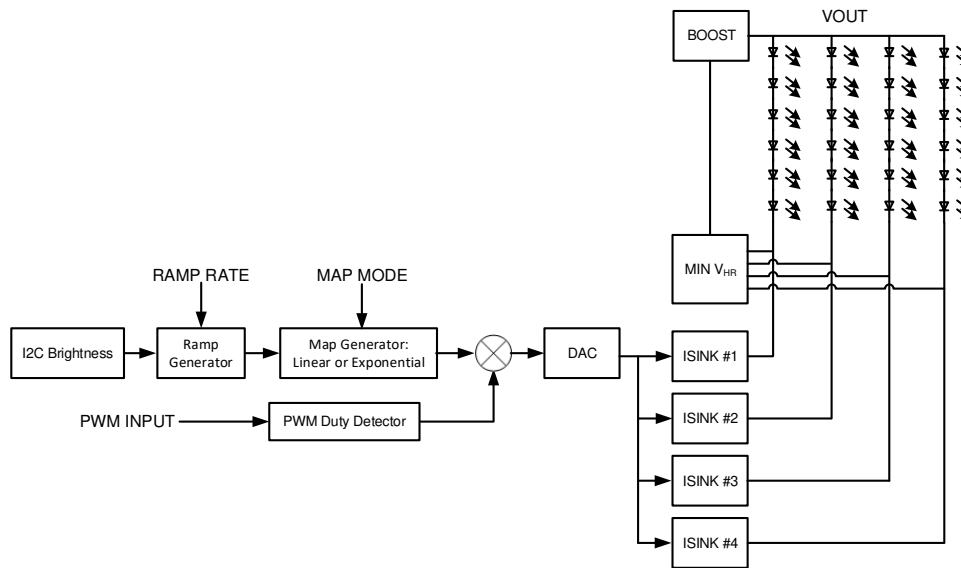 VOUT
BOOST
MIN VHR
RAMP RATE
MAP MODE
I2C Brightness
Ramp
Generator
Map Generator:
Linear or Exponential
DAC
ISINK #1
PWM INPUT
PWM Duty Detector
ISINK #2
ISINK #3
ISINK #4